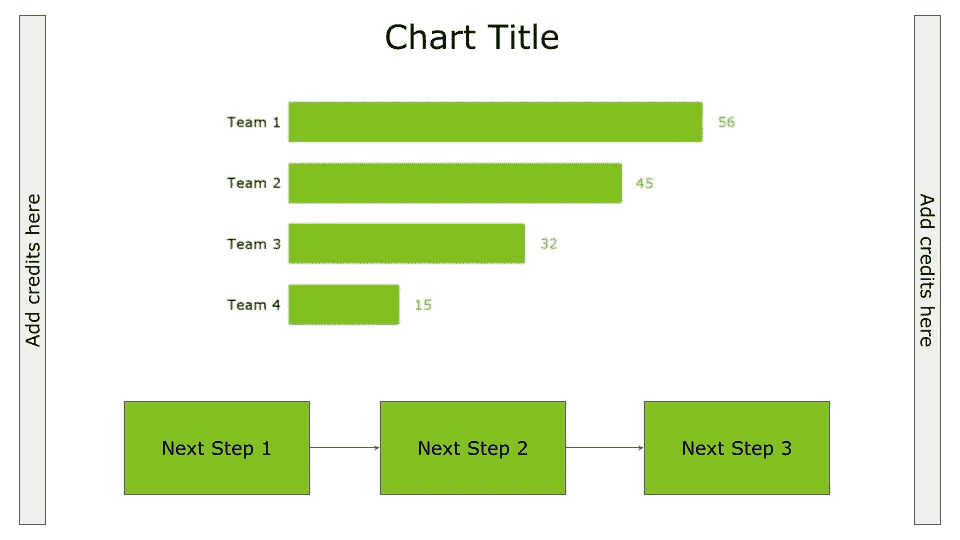 Chart Title
Team 1 56
Team 2 45
Team 3 32
Team 4 15
Next Step 1
Next Step 2
Next Step 3
Add credits here
Add credits here